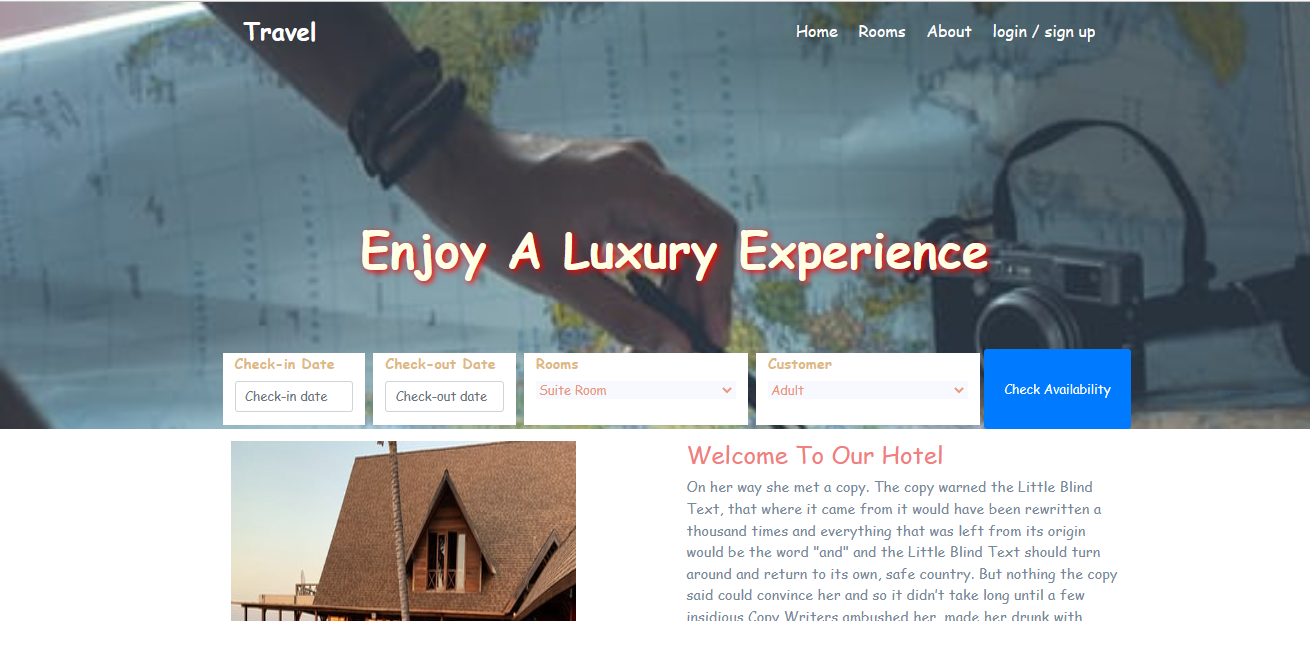 Travel
Home Rooms About login / sign up
Enjoy A Luxury Experience
Check-in Date Check-out Date Rooms Customer
Check-in date Check-out date Suite Room Adult Check Availability
Welcome To Our Hotel
On her way she met a copy. The copy warned the Little Blind
Text, that where it came from it would have been rewritten a
thousand times and everything that was left from its origin
would be the word "and" and the Little Blind Text should turn
around and return to its own, safe country. But nothing the copy
said could convince her and so it didn’t take long until a few
insidious Copy Writers ambushed her, made her drunk with